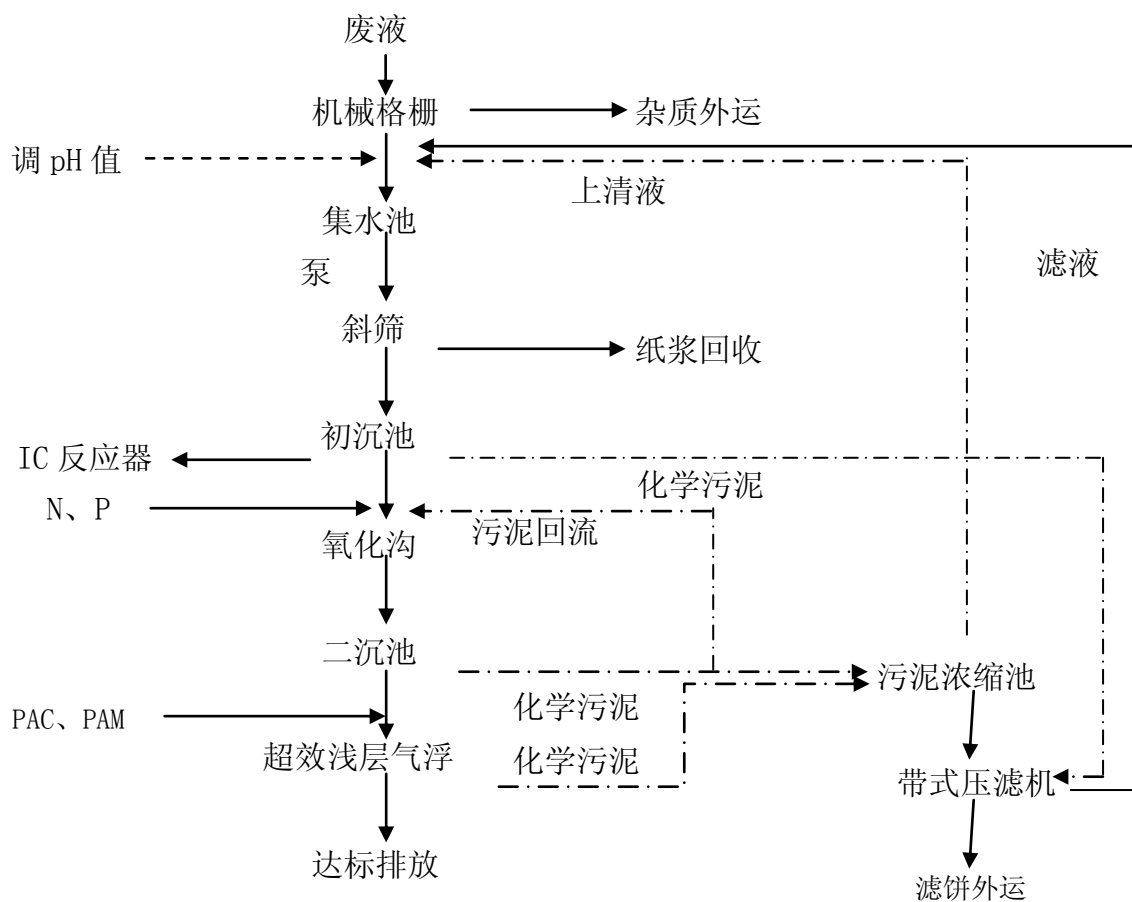 废液
机械格栅
杂质外运
调 pH 值
上清液
集水池
滤液
泵
斜筛
纸浆回收
初沉池
IC 反应器
化学污泥
N、P
污泥回流
氧化沟
二沉池
污泥浓缩池
化学污泥
PAC、PAM
超效浅层气浮
化学污泥
带式压滤机
达标排放
滤饼外运